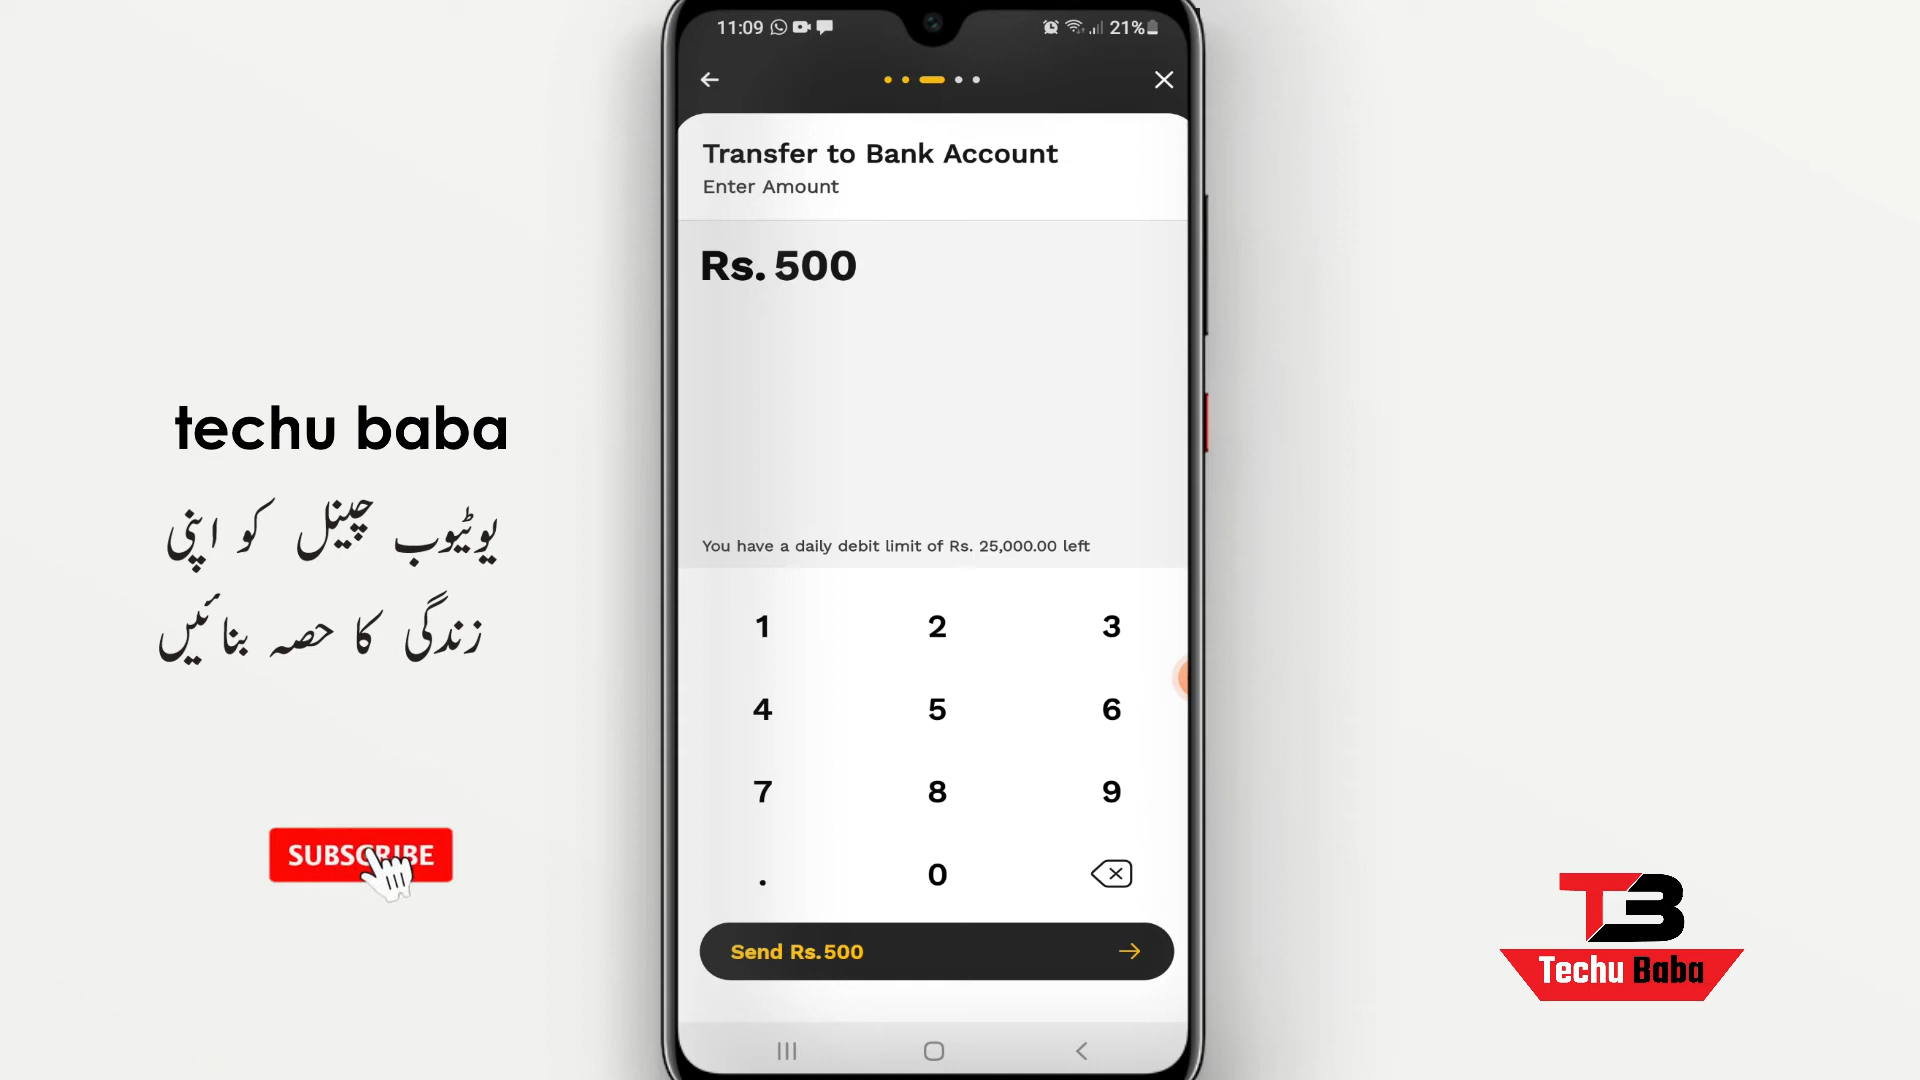 11:09
21%
Transfer to Bank Account
Enter Amount
Rs. 500
You have a daily debit limit of Rs. 25,000.00 left
1 2 3
4 5 6
7 8 9
. 0
Send Rs.500
techu baba
یوٹیوب چینل کو اپنی
زندگی کا حصہ بنائیں
SUBSCRIBE
TB
Techu Baba